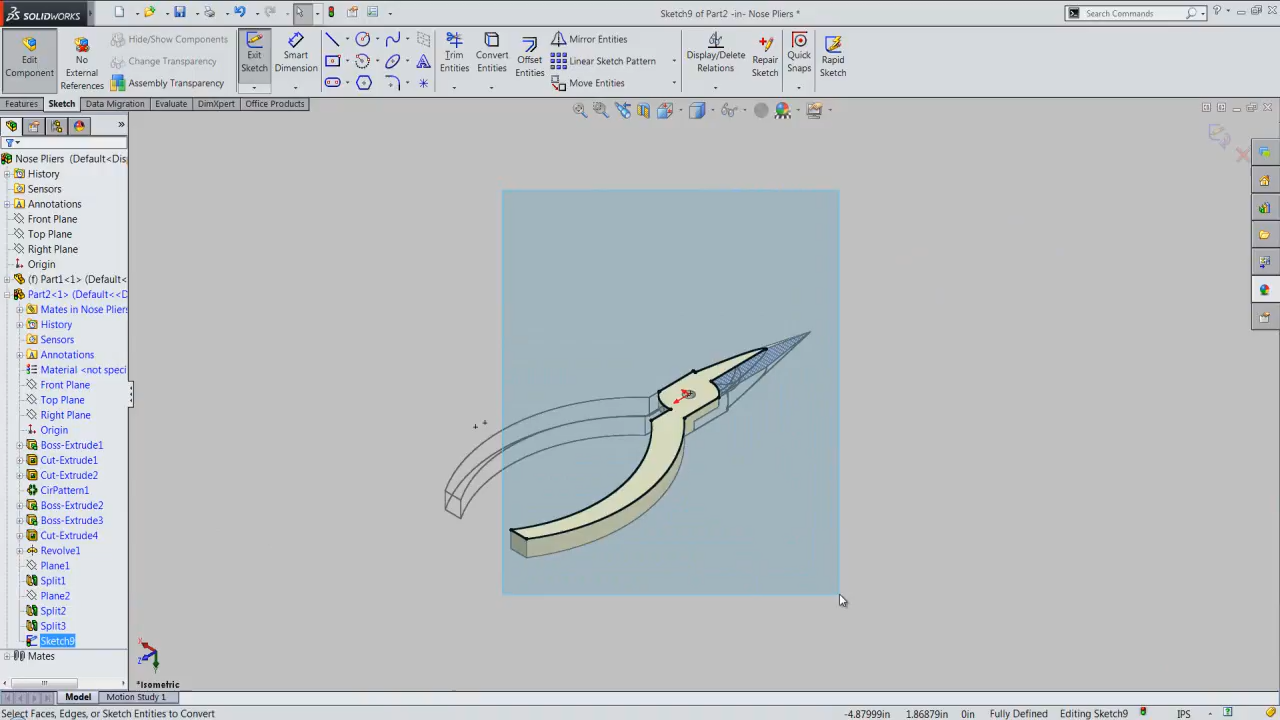 SOLIDWORKS
Sketch9 of Part2 -in- Nose Pliers *
Search Commands
Edit Component
No External References
Hide/Show Components
Change Transparency
Assembly Transparency
Exit Sketch
Smart Dimension
Trim Entities
Convert Entities
Offset Entities
Mirror Entities
Linear Sketch Pattern
Move Entities
Display/Delete Relations
Repair Sketch
Quick Snaps
Rapid Sketch
Features
Sketch
Data Migration
Evaluate
DimXpert
Office Products
Nose Pliers (Default<Dis
History
Sensors
Annotations
Front Plane
Top Plane
Right Plane
Origin
(f) Part1<1> (Default<
Part2<1> (Default<<D
Mates in Nose Pliers
History
Sensors
Annotations
Material <not speci
Front Plane
Top Plane
Right Plane
Origin
Boss-Extrude1
Cut-Extrude1
Cut-Extrude2
CirPattern1
Boss-Extrude2
Boss-Extrude3
Cut-Extrude4
Revolve1
Plane1
Split1
Plane2
Split2
Split3
Sketch9
Mates
*Isometric
Model
Motion Study 1
Select Faces, Edges, or Sketch Entities to Convert
-4.87999in
1.86879in
0in
Fully Defined
Editing Sketch9
IPS